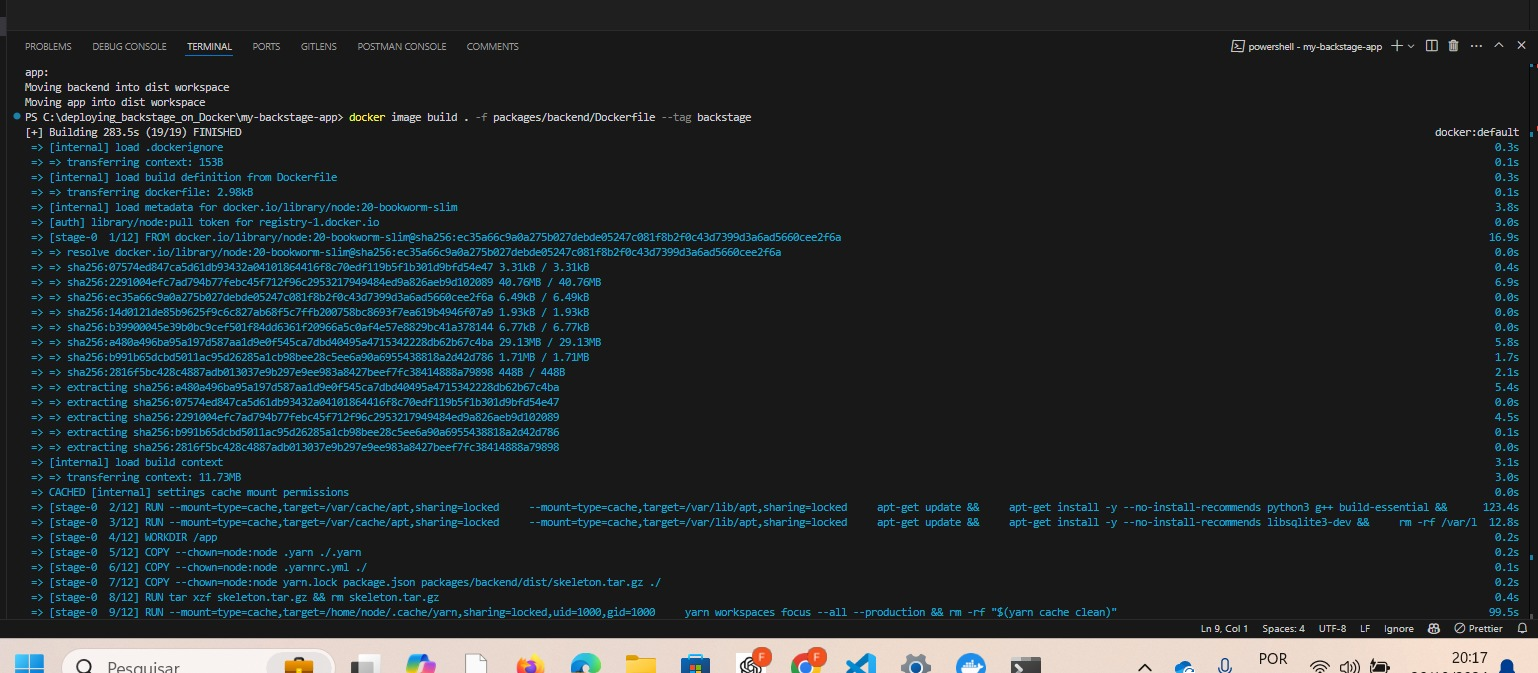 PROBLEMS DEBUG CONSOLE TERMINAL PORTS GITLENS POSTMAN CONSOLE COMMENTS powershell - my-backstage-app
app:
Moving backend into dist workspace
Moving app into dist workspace
PS C:\deploying_backstage_on_Docker\my-backstage-app> docker image build . -f packages/backend/Dockerfile --tag backstage
[+] Building 283.5s (19/19) FINISHED docker:default
=> [internal] load .dockerignore 0.3s
=> => transferring context: 153B 0.1s
=> [internal] load build definition from Dockerfile 0.3s
=> => transferring dockerfile: 2.98kB 0.1s
=> [internal] load metadata for docker.io/library/node:20-bookworm-slim 3.8s
=> [auth] library/node:pull token for registry-1.docker.io 0.0s
=> [stage-0 1/12] FROM docker.io/library/node:20-bookworm-slim@sha256:ec35a66c9a0a275b027debde05247c081f8b2f0c43d7399d3a6ad5660cee2f6a 16.9s
=> => resolve docker.io/library/node:20-bookworm-slim@sha256:ec35a66c9a0a275b027debde05247c081f8b2f0c43d7399d3a6ad5660cee2f6a 0.0s
=> => sha256:07574ed847ca5d61db93432a04101864416f8c70edf119b5f1b301d9bfd54e47 3.31kB / 3.31kB 0.4s
=> => sha256:2291004efc7ad794b77febc45f712f96c2953217949484ed9a826aeb9d102089 40.76MB / 40.76MB 6.9s
=> => sha256:ec35a66c9a0a275b027debde05247c081f8b2f0c43d7399d3a6ad5660cee2f6a 6.49kB / 6.49kB 0.0s
=> => sha256:14d0121de85b9625f9c6c827ab68f5c7ffb200758bc8693f7ea619b4946f07a9 1.93kB / 1.93kB 0.0s
=> => sha256:b39900045e39b0bc9cef501f84dd6361f20966a5c0af4e57e8829bc41a378144 6.77kB / 6.77kB 0.0s
=> => sha256:a480a496ba95a197d587aa1d9e0f545ca7dbd40495a4715342228db62b67c4ba 29.13MB / 29.13MB 5.8s
=> => sha256:b991b65dcbd5011ac95d26285a1cb98bee28c5ee6a90a6955438818a2d42d786 1.71MB / 1.71MB 1.7s
=> => sha256:2816f5bc428c4887adb013037e9b297e9ee983a8427beef7fc38414888a79898 448B / 448B 2.1s
=> => extracting sha256:a480a496ba95a197d587aa1d9e0f545ca7dbd40495a4715342228db62b67c4ba 5.4s
=> => extracting sha256:07574ed847ca5d61db93432a04101864416f8c70edf119b5f1b301d9bfd54e47 0.0s
=> => extracting sha256:2291004efc7ad794b77febc45f712f96c2953217949484ed9a826aeb9d102089 4.5s
=> => extracting sha256:b991b65dcbd5011ac95d26285a1cb98bee28c5ee6a90a6955438818a2d42d786 0.1s
=> => extracting sha256:2816f5bc428c4887adb013037e9b297e9ee983a8427beef7fc38414888a79898 0.0s
=> [internal] load build context 3.1s
=> => transferring context: 11.73MB 3.0s
=> CACHED [internal] settings cache mount permissions 0.0s
=> [stage-0 2/12] RUN --mount=type=cache,target=/var/cache/apt,sharing=locked --mount=type=cache,target=/var/lib/apt,sharing=locked apt-get update && apt-get install -y --no-install-recommends python3 g++ build-essential && 123.4s
=> [stage-0 3/12] RUN --mount=type=cache,target=/var/cache/apt,sharing=locked --mount=type=cache,target=/var/lib/apt,sharing=locked apt-get update && apt-get install -y --no-install-recommends libsqlite3-dev && rm -rf /var/l 12.8s
=> [stage-0 4/12] WORKDIR /app 0.2s
=> [stage-0 5/12] COPY --chown=node:node .yarn ./.yarn 0.2s
=> [stage-0 6/12] COPY --chown=node:node .yarnrc.yml ./ 0.1s
=> [stage-0 7/12] COPY --chown=node:node yarn.lock package.json packages/backend/dist/skeleton.tar.gz ./ 0.2s
=> [stage-0 8/12] RUN tar xzf skeleton.tar.gz && rm skeleton.tar.gz 0.4s
=> [stage-0 9/12] RUN --mount=type=cache,target=/home/node/.cache/yarn,sharing=locked,uid=1000,gid=1000 yarn workspaces focus --all --production && rm -rf "$(yarn cache clean)" 99.5s
Ln 9, Col 1 Spaces: 4 UTF-8 LF Ignore Prettier
Pesquisar F F POR 20:17